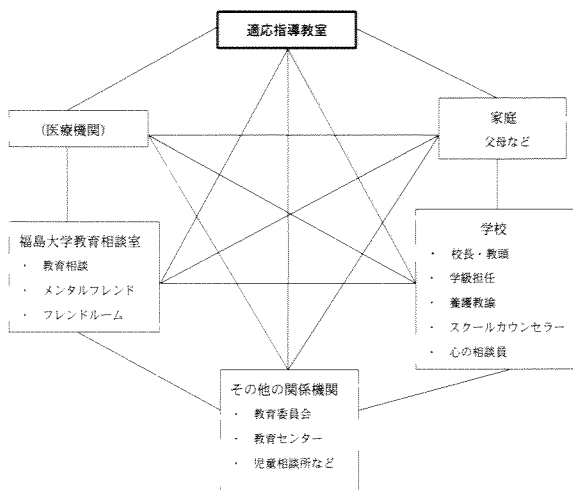 適応指導教室
(医療機関)
家庭
父母など
福島大学教育相談室
・ 教育相談
・ メンタルフレンド
・ フレンドルーム
学校
・ 校長・教頭
・ 学級担任
・ 養護教諭
・ スクールカウンセラー
・ 心の相談員
その他の関係機関
・ 教育委員会
・ 教育センター
・ 児童相談所など